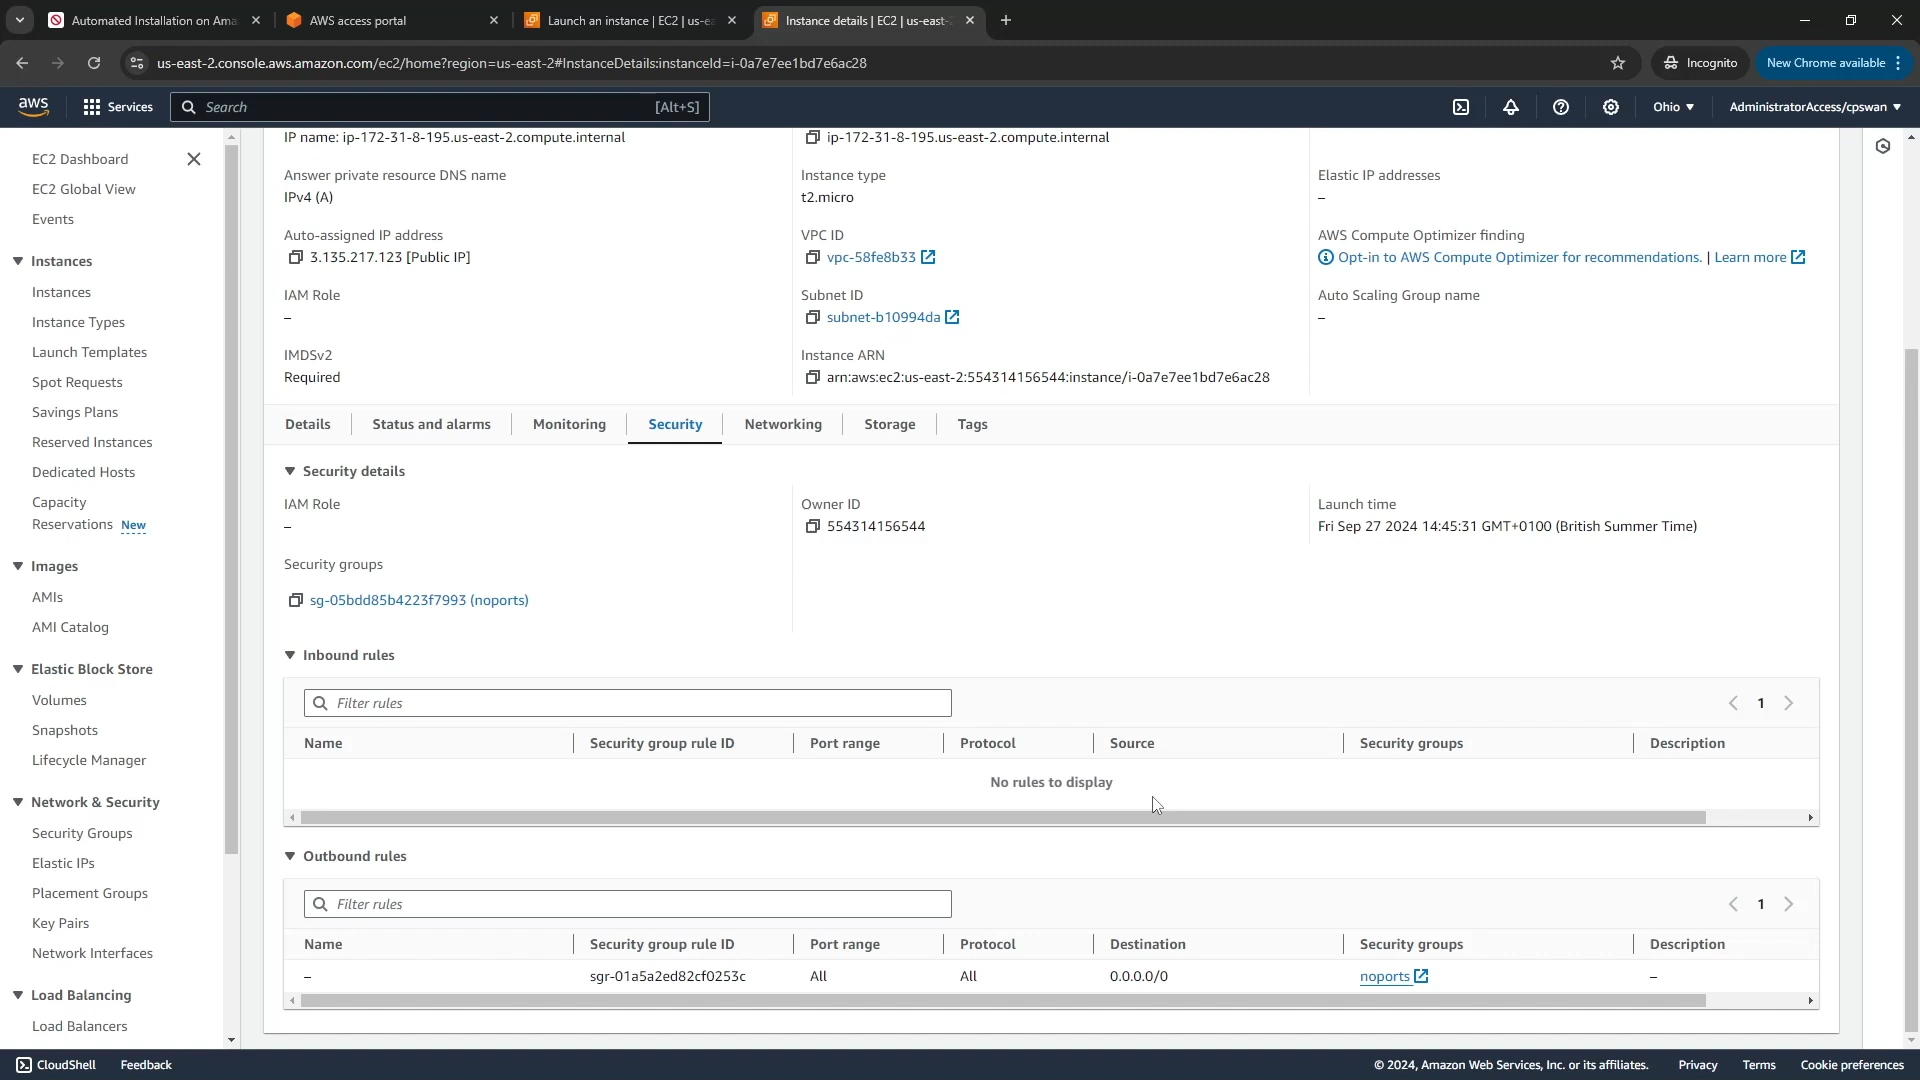 Automated Installation on Ama
AWS access portal
Launch an instance | EC2 | us-ea
Instance details | EC2 | us-east-
us-east-2.console.aws.amazon.com/ec2/home?region=us-east-2#InstanceDetails:instanceId=i-0a7e7ee1bd7e6ac28
Incognito
New Chrome available
aws
Services
Search
[Alt+S]
Ohio
AdministratorAccess/cpswan
EC2 Dashboard
EC2 Global View
Events
Instances
Instances
Instance Types
Launch Templates
Spot Requests
Savings Plans
Reserved Instances
Dedicated Hosts
Capacity
Reservations New
Images
AMIs
AMI Catalog
Elastic Block Store
Volumes
Snapshots
Lifecycle Manager
Network & Security
Security Groups
Elastic IPs
Placement Groups
Key Pairs
Network Interfaces
Load Balancing
Load Balancers
IP name: ip-172-31-8-195.us-east-2.compute.internal
ip-172-31-8-195.us-east-2.compute.internal
Answer private resource DNS name
IPv4 (A)
Instance type
t2.micro
Elastic IP addresses
–
Auto-assigned IP address
3.135.217.123 [Public IP]
VPC ID
vpc-58fe8b33
AWS Compute Optimizer finding
Opt-in to AWS Compute Optimizer for recommendations. | Learn more
IAM Role
–
Subnet ID
subnet-b10994da
Auto Scaling Group name
–
IMDSv2
Required
Instance ARN
arn:aws:ec2:us-east-2:554314156544:instance/i-0a7e7ee1bd7e6ac28
Details
Status and alarms
Monitoring
Security
Networking
Storage
Tags
Security details
IAM Role
–
Owner ID
554314156544
Launch time
Fri Sep 27 2024 14:45:31 GMT+0100 (British Summer Time)
Security groups
sg-05bdd85b4223f7993 (noports)
Inbound rules
Filter rules
1
Name
Security group rule ID
Port range
Protocol
Source
Security groups
Description
No rules to display
Outbound rules
Filter rules
1
Name
Security group rule ID
Port range
Protocol
Destination
Security groups
Description
–
sgr-01a5a2ed82cf0253c
All
All
0.0.0.0/0
noports
–
CloudShell
Feedback
© 2024, Amazon Web Services, Inc. or its affiliates.
Privacy
Terms
Cookie preferences